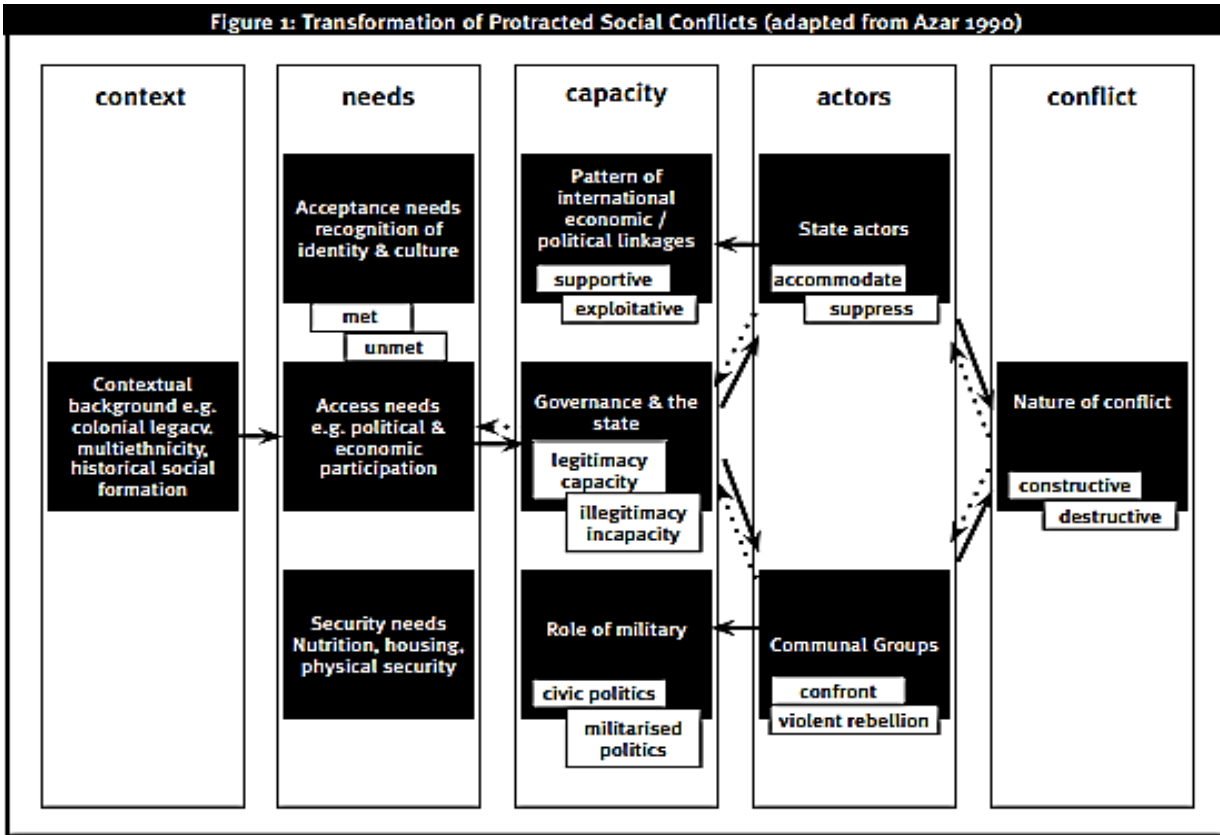 Figure 1: Transformation of Protracted Social Conflicts (adapted from Azar 1990)
context
Contextual
background e.g.
colonial legacy,
multiethnicity,
historical social
formation
needs
Acceptance needs
recognition of
identity & culture
met
unmet
Access needs
e.g. political &
economic
participation
Security needs
Nutrition, housing,
physical security
capacity
Pattern of
international
economic /
political linkages
supportive
exploitative
Governance & the
state
legitimacy
capacity
illegitimacy
incapacity
Role of military
civic politics
militarised
politics
actors
State actors
accommodate
suppress
Communal Groups
confront
violent rebellion
conflict
Nature of conflict
constructive
destructive